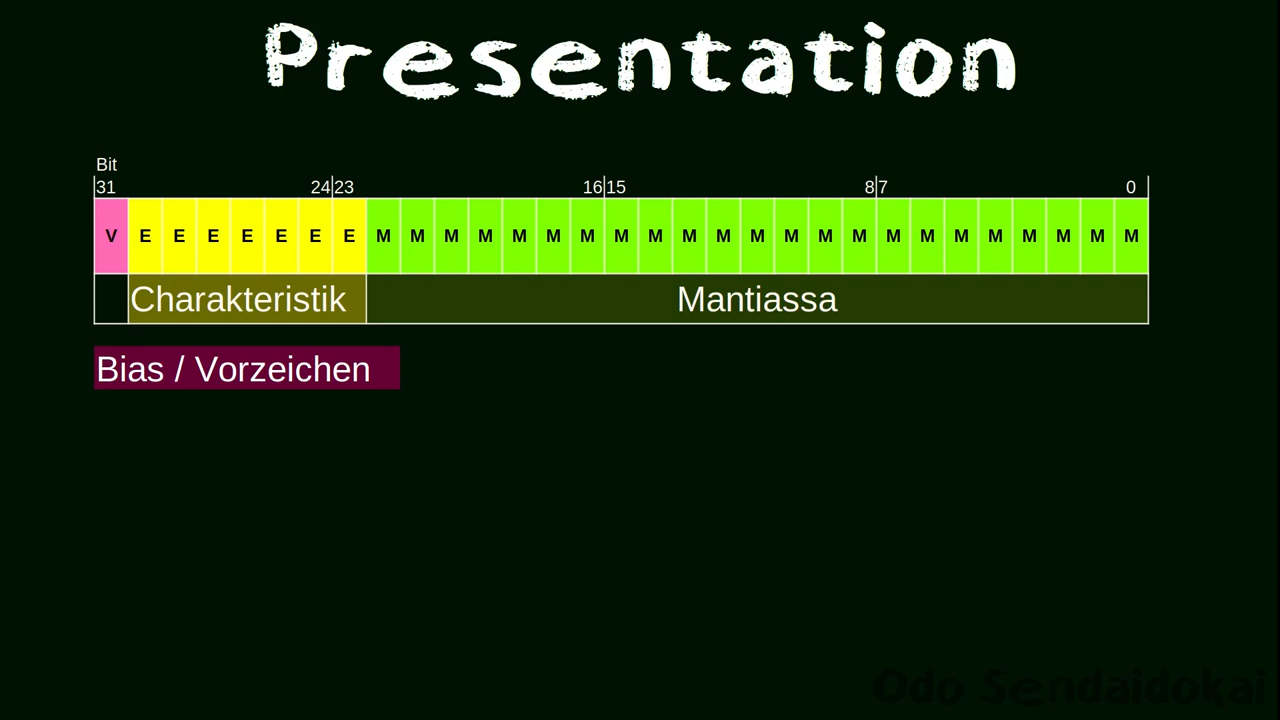 Presentation
Bit
31 24 23 16 15 8 7 0
V E E E E E E E M M M M M M M M M M M M M M M M M M M M M M M
Charakteristik Mantiassa
Bias / Vorzeichen
Odo Sendaidokai